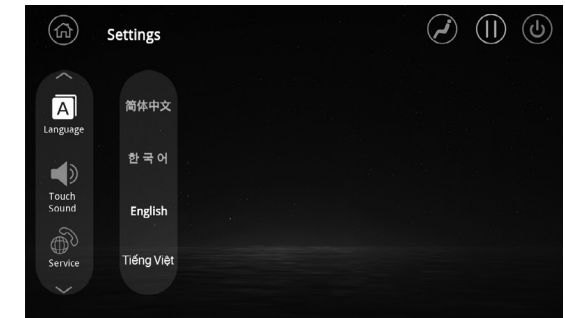 Settings
A
Language
Touch
Sound
Service
简体中文
한국어
English
Tiếng Việt